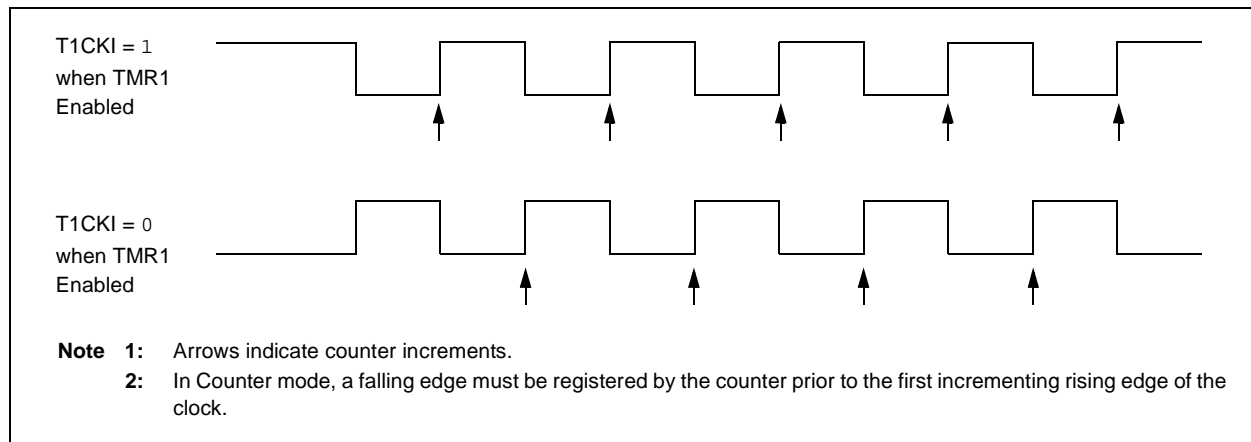 T1CKI = 1
when TMR1
Enabled
T1CKI = 0
when TMR1
Enabled
Note 1: Arrows indicate counter increments.
2: In Counter mode, a falling edge must be registered by the counter prior to the first incrementing rising edge of the
clock.